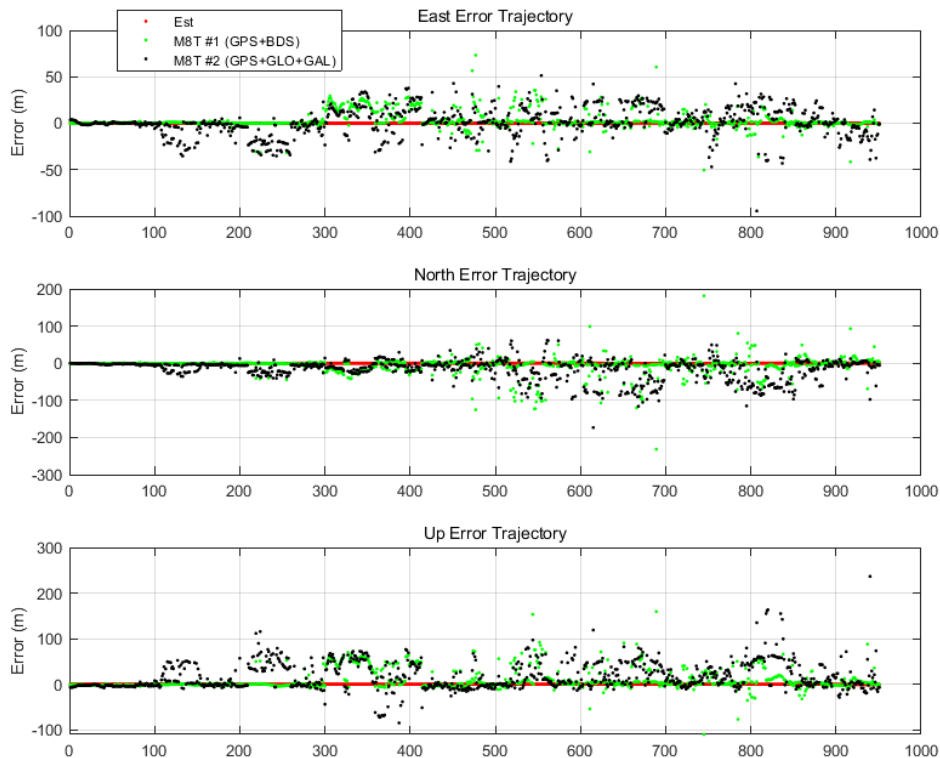 East Error Trajectory
Est
M8T #1 (GPS+BDS)
M8T #2 (GPS+GLO+GAL)
Error (m)
100
50
0
-50
-100
0 100 200 300 400 500 600 700 800 900 1000
North Error Trajectory
Error (m)
200
100
0
-100
-200
-300
0 100 200 300 400 500 600 700 800 900 1000
Up Error Trajectory
Error (m)
300
200
100
0
-100
0 100 200 300 400 500 600 700 800 900 1000